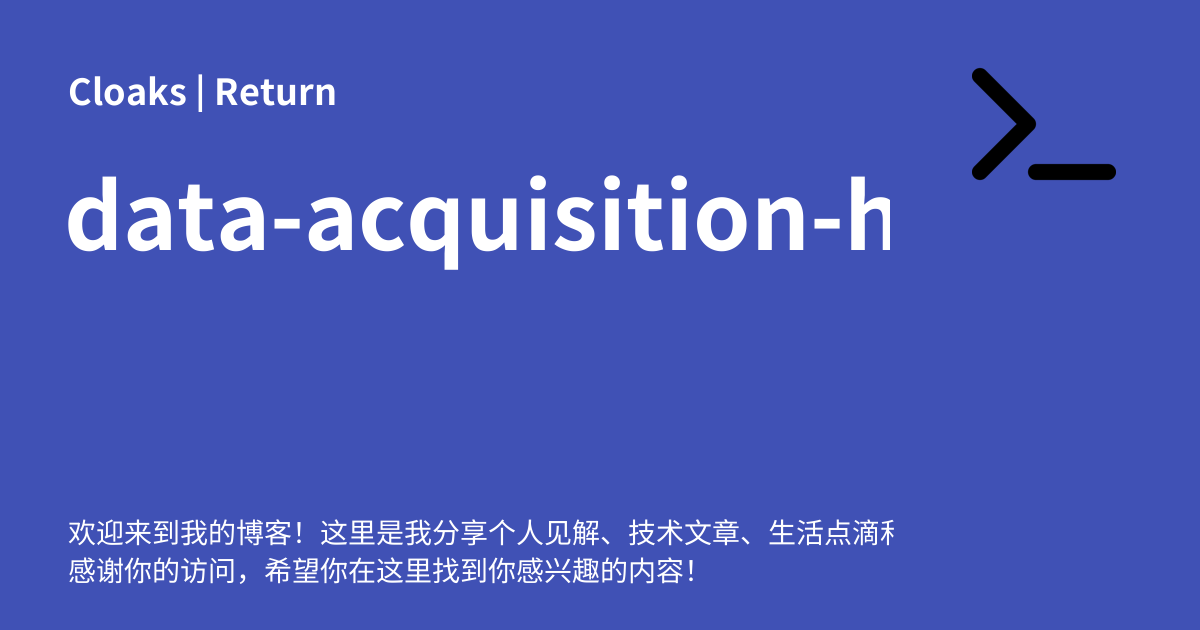 Cloaks | Return
data-acquisition-h
欢迎来到我的博客！这里是我分享个人见解、技术文章、生活点滴
感谢你的访问，希望你在这里找到你感兴趣的内容！